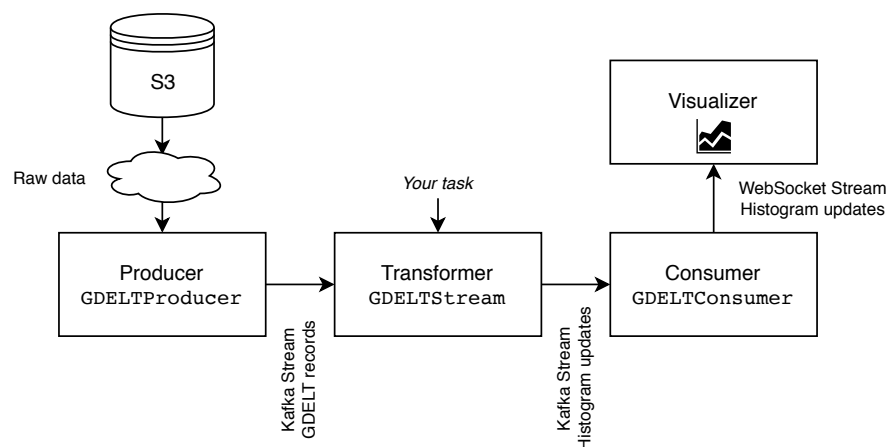 S3
Visualizer
Raw data
Your task
WebSocket Stream
Histogram updates
Producer
GDELTProducer
Transformer
GDELTStream
Consumer
GDELTConsumer
Kafka Stream
GDELT records
Kafka Stream
Histogram updates